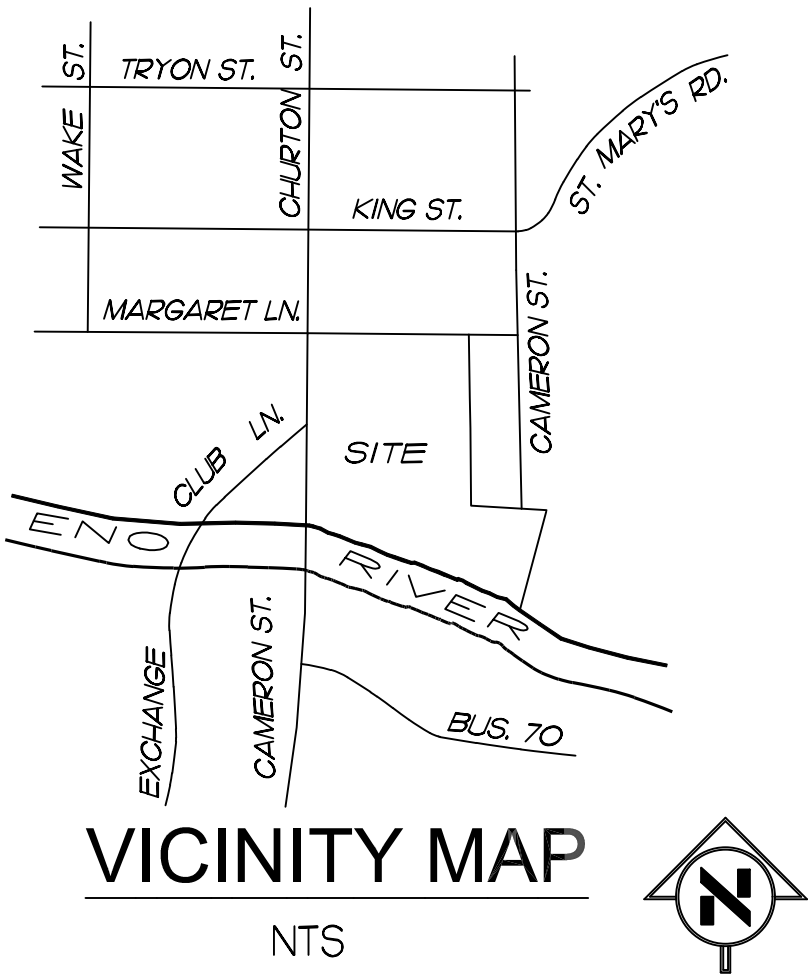 WAKE ST.
TRYON ST.
CHURTON ST.
ST. MARY'S RD.
KING ST.
MARGARET LN.
CAMERON ST.
CLUB LN.
SITE
ENO RIVER
EXCHANGE
CAMERON ST.
BUS. 70
VICINITY MAP
NTS
N